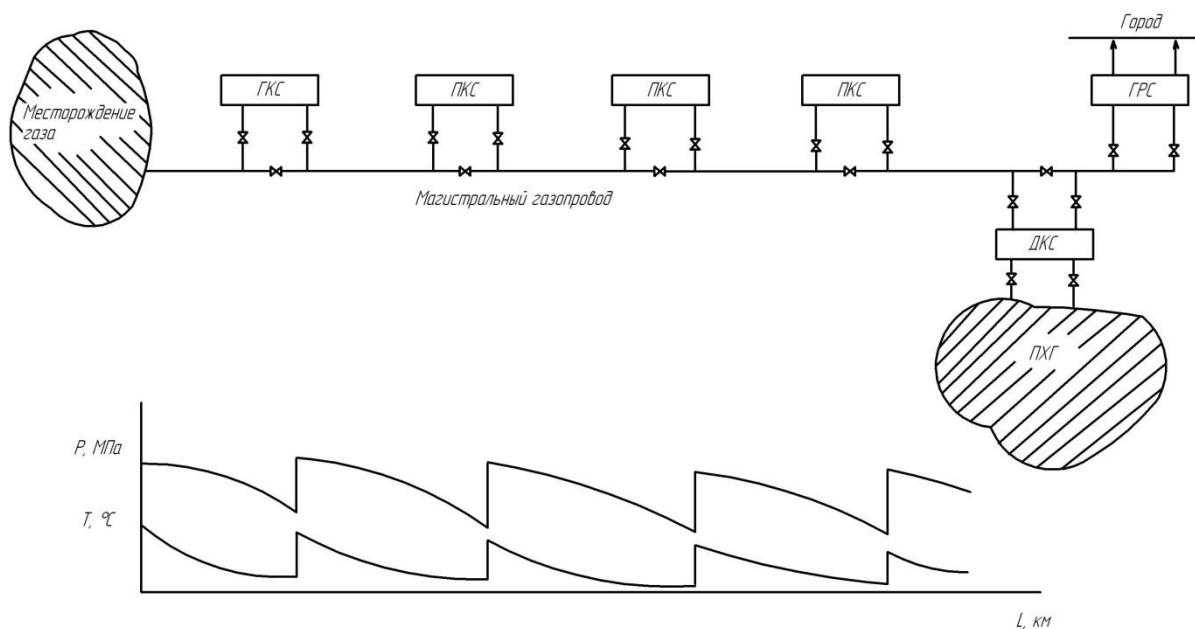 Город
ГКС
ПКС
ПКС
ПКС
ГРС
Месторождение
газа
Магистральный газопровод
ДКС
ПХГ
P, МПа
T, °С
L, км